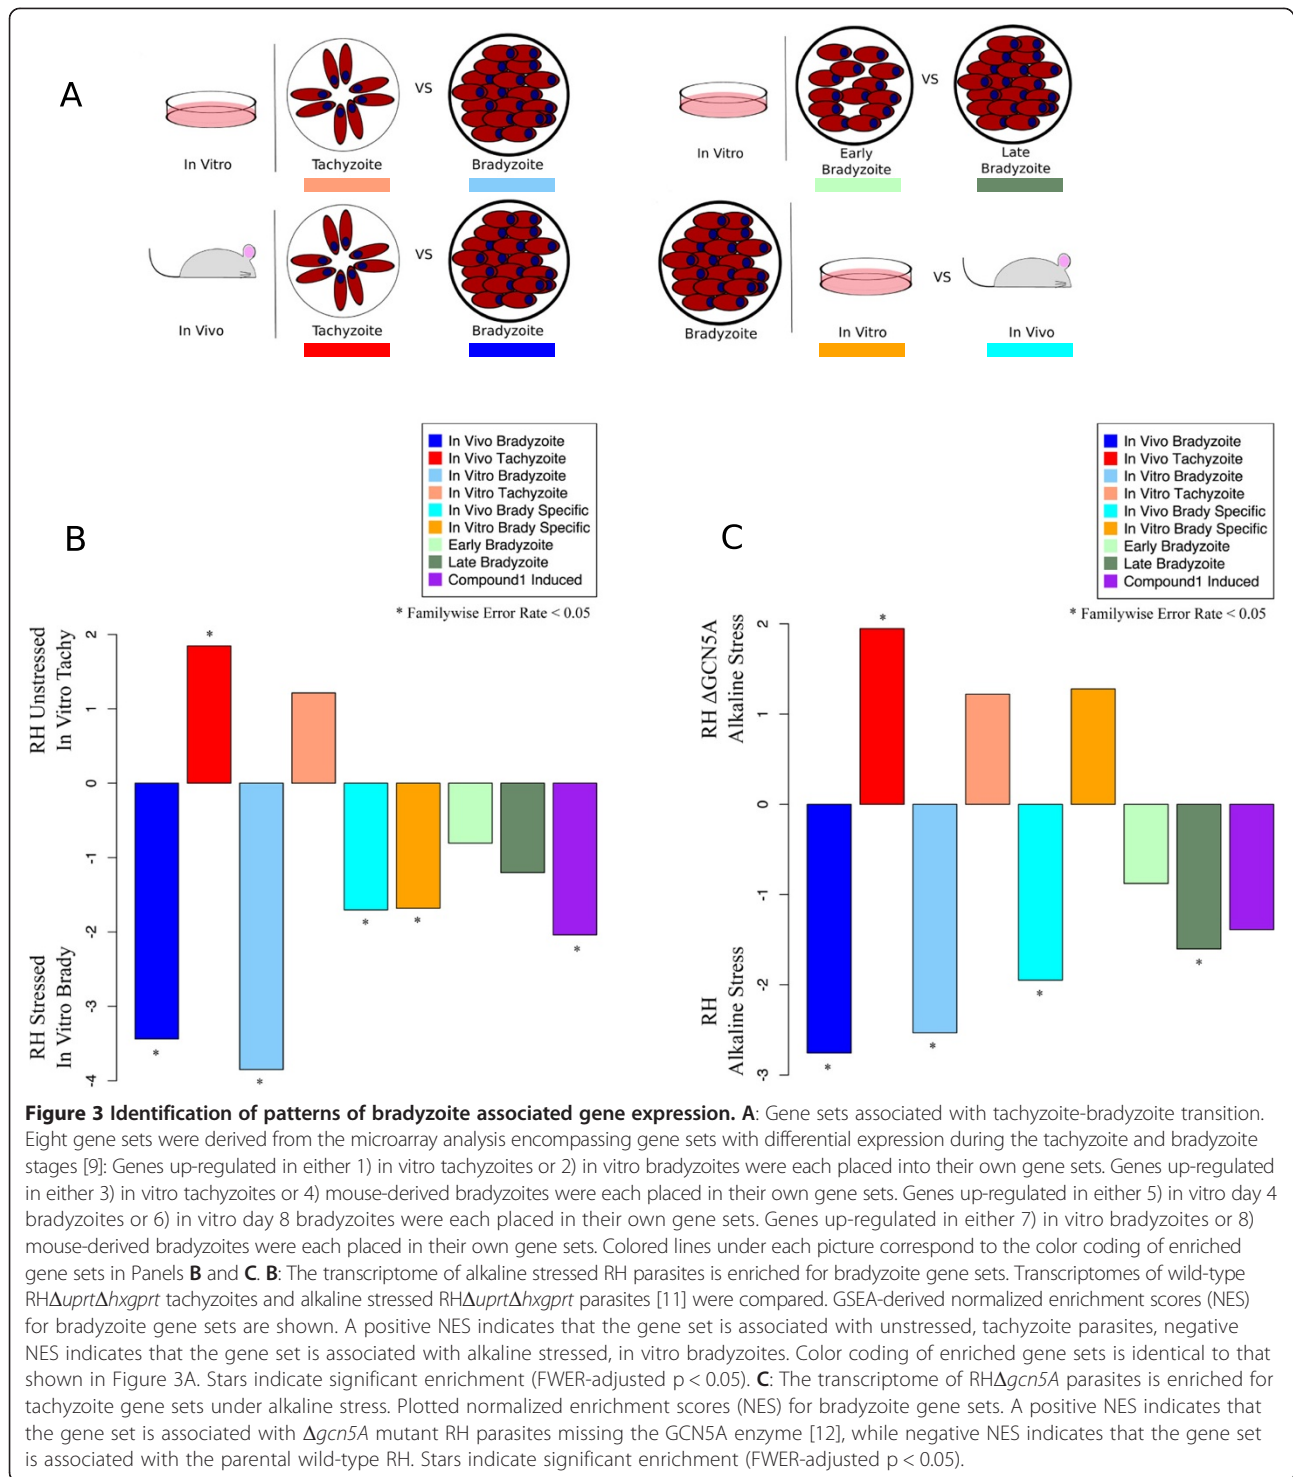 A
In Vitro
Tachyzoite
vs
Bradyzoite
In Vitro
Early
Bradyzoite
vs
Late
Bradyzoite
In Vivo
Tachyzoite
vs
Bradyzoite
Bradyzoite
In Vitro
vs
In Vivo
B
In Vivo Bradyzoite
In Vivo Tachyzoite
In Vitro Bradyzoite
In Vitro Tachyzoite
In Vivo Brady Specific
In Vitro Brady Specific
Early Bradyzoite
Late Bradyzoite
Compound1 Induced
* Familywise Error Rate < 0.05
RH Unstressed
In Vitro Tachy
RH Stressed
In Vitro Brady
2
1
0
-1
-2
-3
-4
*
*
*
*
*
*
C
In Vivo Bradyzoite
In Vivo Tachyzoite
In Vitro Bradyzoite
In Vitro Tachyzoite
In Vivo Brady Specific
In Vitro Brady Specific
Early Bradyzoite
Late Bradyzoite
Compound1 Induced
* Familywise Error Rate < 0.05
RH ΔGCN5A
Alkaline Stress
RH
Alkaline Stress
2
1
0
-1
-2
-3
*
*
*
*
*
Figure 3 Identification of patterns of bradyzoite associated gene expression. A: Gene sets associated with tachyzoite-bradyzoite transition.
Eight gene sets were derived from the microarray analysis encompassing gene sets with differential expression during the tachyzoite and bradyzoite
stages [9]: Genes up-regulated in either 1) in vitro tachyzoites or 2) in vitro bradyzoites were each placed into their own gene sets. Genes up-regulated
in either 3) in vitro tachyzoites or 4) mouse-derived bradyzoites were each placed in their own gene sets. Genes up-regulated in either 5) in vitro day 4
bradyzoites or 6) in vitro day 8 bradyzoites were each placed in their own gene sets. Genes up-regulated in either 7) in vitro bradyzoites or 8)
mouse-derived bradyzoites were each placed in their own gene sets. Colored lines under each picture correspond to the color coding of enriched
gene sets in Panels B and C. B: The transcriptome of alkaline stressed RH parasites is enriched for bradyzoite gene sets. Transcriptomes of wild-type
RHΔuprtΔhxgprt tachyzoites and alkaline stressed RHΔuprtΔhxgprt parasites [11] were compared. GSEA-derived normalized enrichment scores (NES)
for bradyzoite gene sets are shown. A positive NES indicates that the gene set is associated with unstressed, tachyzoite parasites, negative
NES indicates that the gene set is associated with alkaline stressed, in vitro bradyzoites. Color coding of enriched gene sets is identical to that
shown in Figure 3A. Stars indicate significant enrichment (FWER-adjusted p < 0.05). C: The transcriptome of RHΔgcn5A parasites is enriched for
tachyzoite gene sets under alkaline stress. Plotted normalized enrichment scores (NES) for bradyzoite gene sets. A positive NES indicates that
the gene set is associated with Δgcn5A mutant RH parasites missing the GCN5A enzyme [12], while negative NES indicates that the gene set
is associated with the parental wild-type RH. Stars indicate significant enrichment (FWER-adjusted p < 0.05).